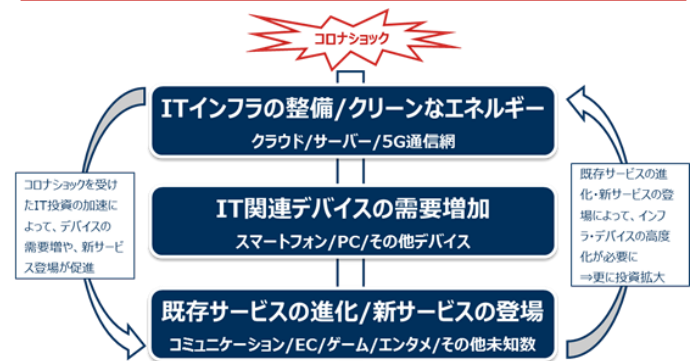 コロナショック
ITインフラの整備/クリーンなエネルギー
クラウド/サーバー/5G通信網
コロナショックを受け
たIT投資の加速に
よって、デバイスの
需要増や、新サービ
ス登場が促進
IT関連デバイスの需要増加
スマートフォン/PC/その他デバイス
既存サービスの進
化・新サービスの登
場によって、インフ
ラ・デバイスの高度
化が必要に
⇒更に投資拡大
既存サービスの進化/新サービスの登場
コミュニケーション/EC/ゲーム/エンタメ/その他未知数